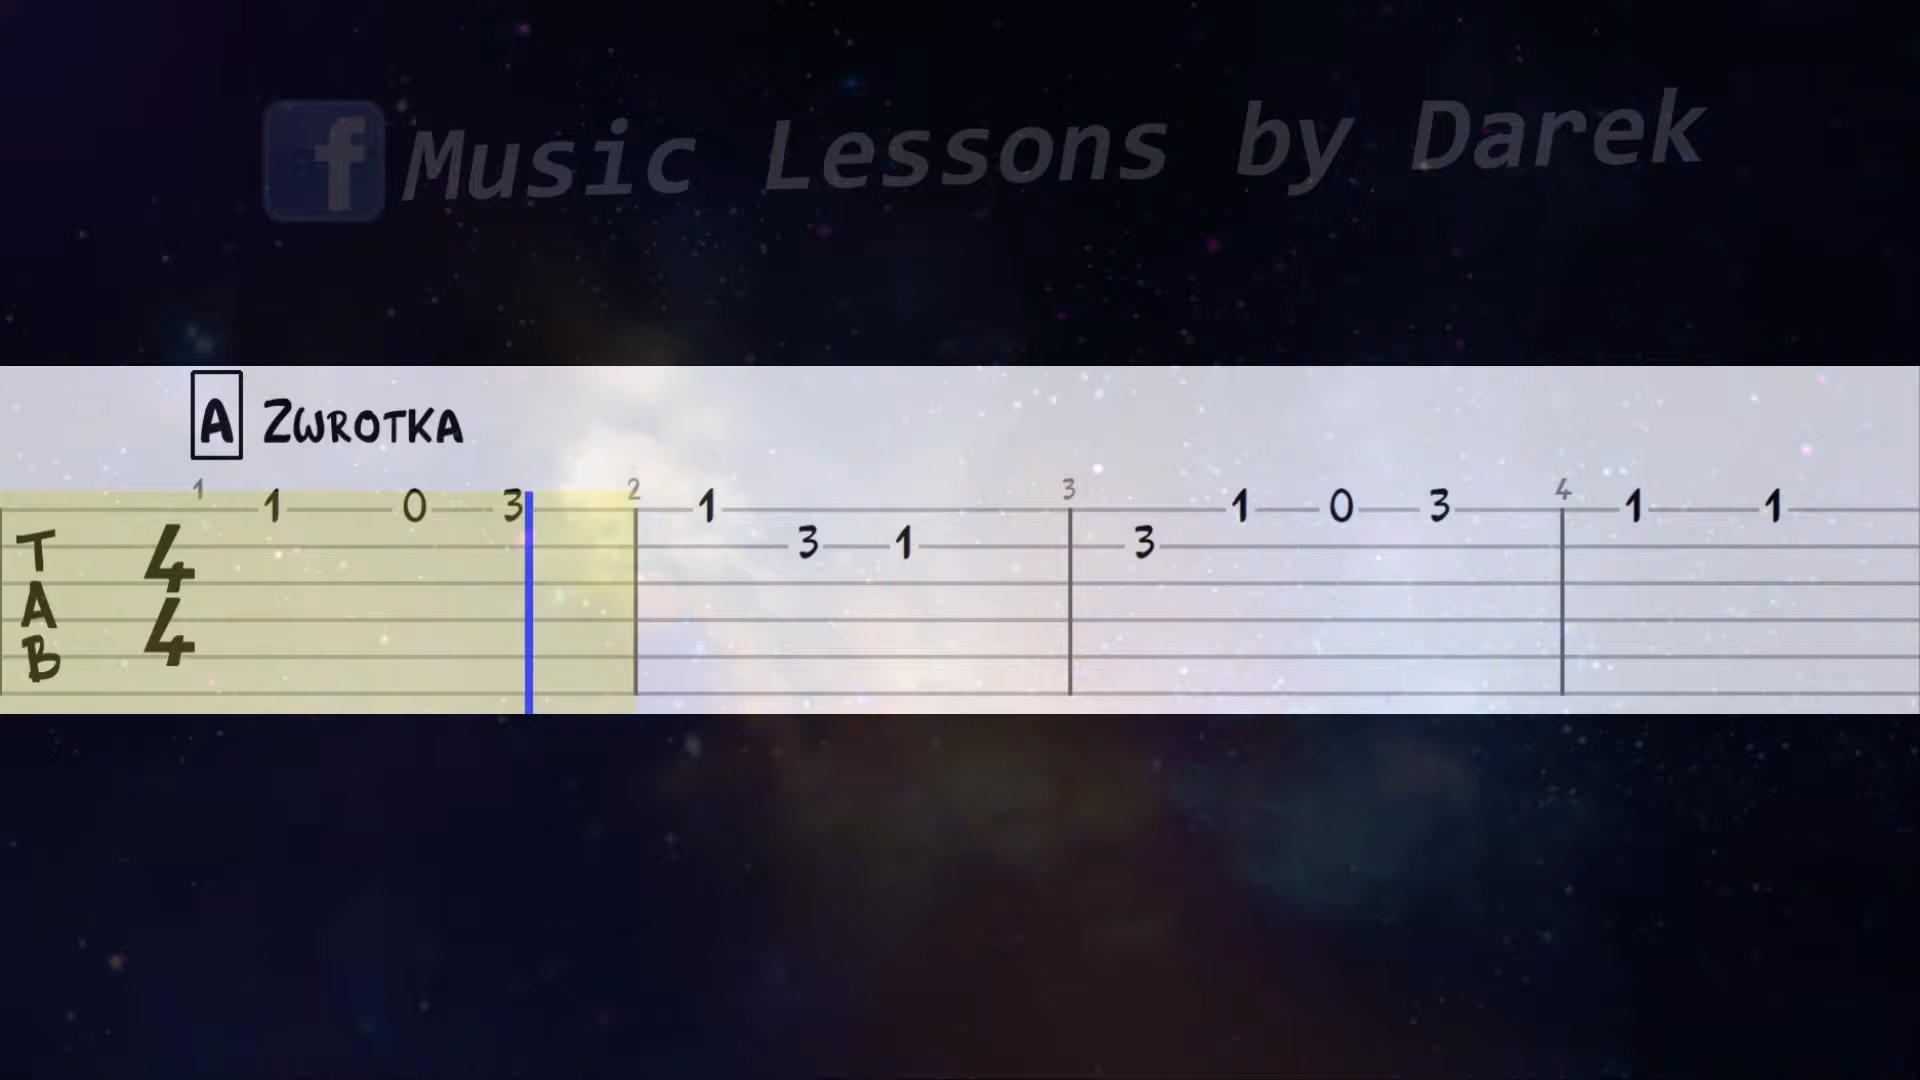 f Music Lessons by Darek
A Zwrotka
1 1 0 3 2 1 3 1 3 3 1 0 3 4 1 1
T
A
B
4
4